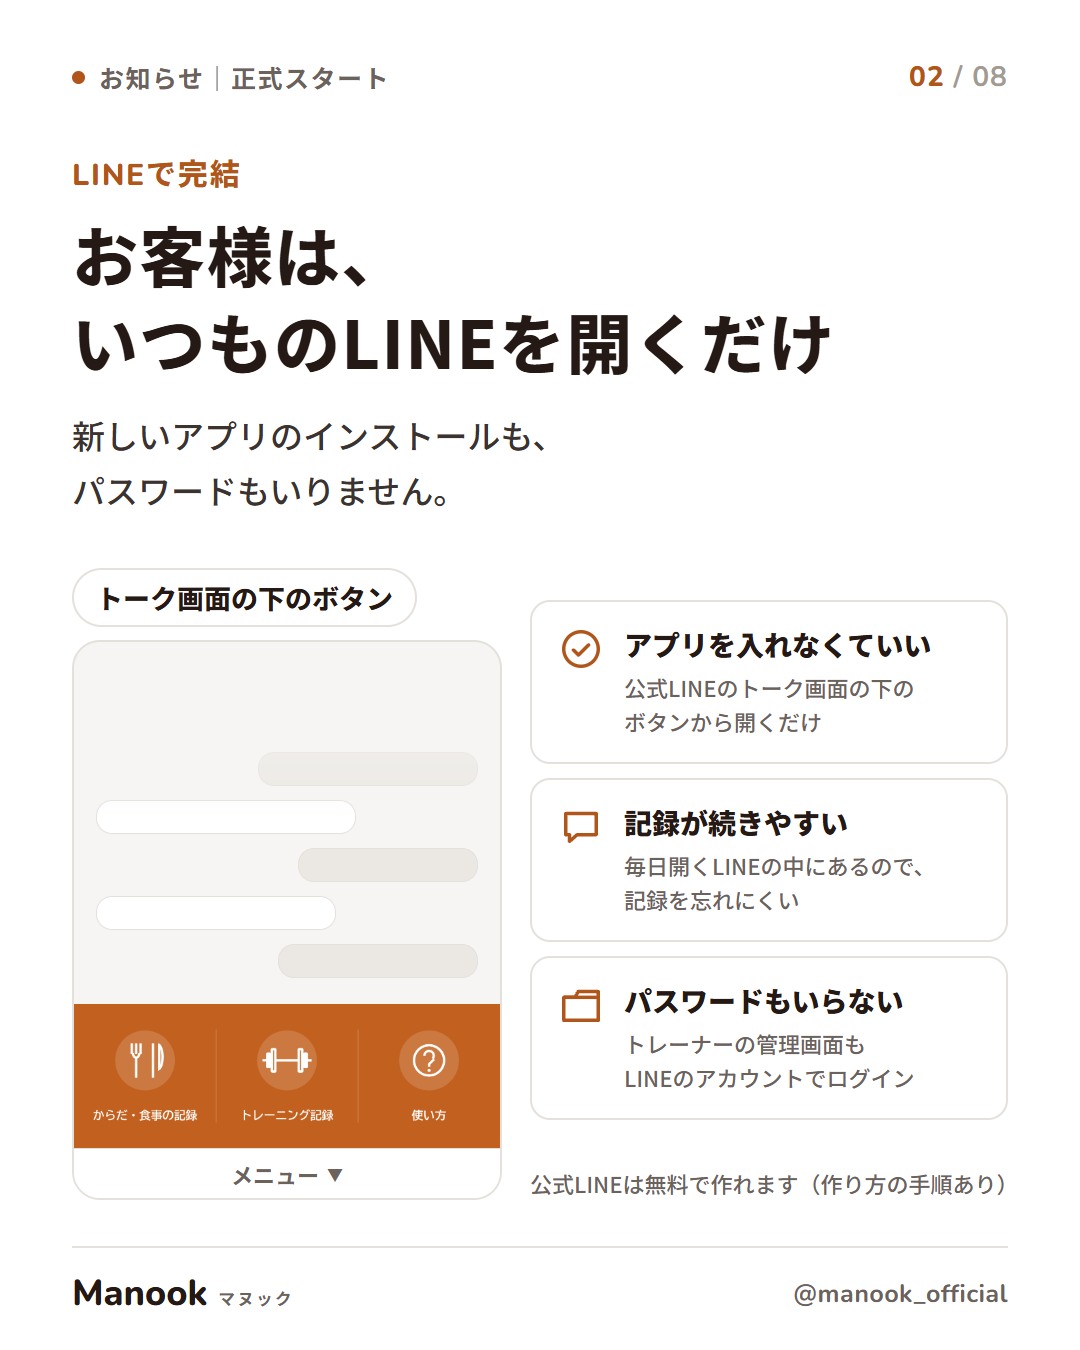 お知らせ｜正式スタート
02 / 08
LINEで完結
お客様は、
いつものLINEを開くだけ
新しいアプリのインストールも、
パスワードもいりません。
トーク画面の下のボタン
からだ・食事の記録
トレーニング記録
使い方
メニュー ▼
アプリを入れなくていい
公式LINEのトーク画面の下の
ボタンから開くだけ
記録が続きやすい
毎日開くLINEの中にあるので、
記録を忘れにくい
パスワードもいらない
トレーナーの管理画面も
LINEのアカウントでログイン
公式LINEは無料で作れます（作り方の手順あり）
Manook マヌック
@manook_official